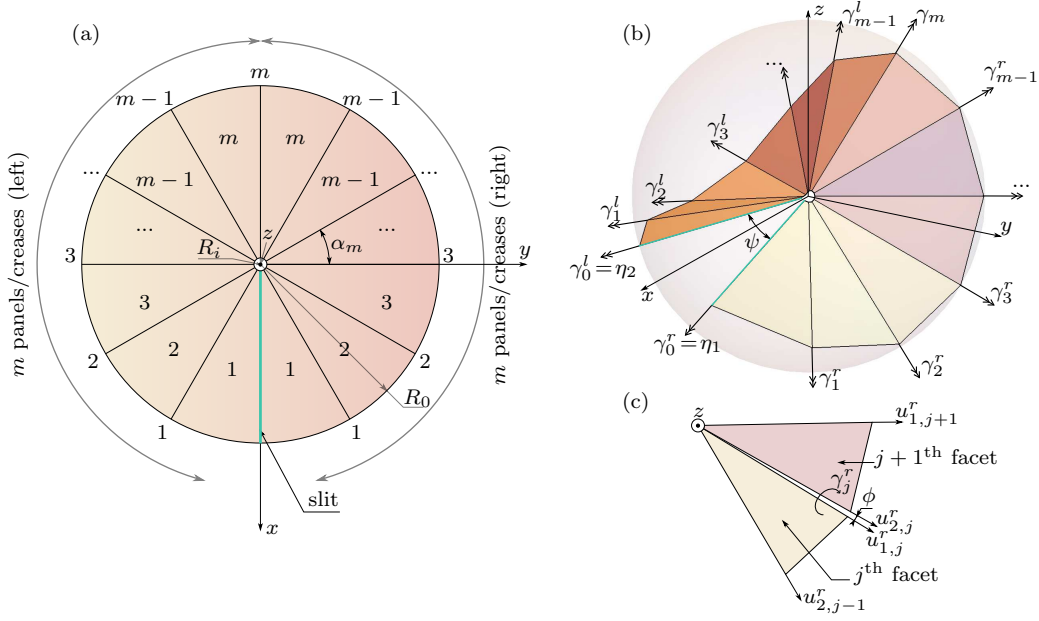 (a)
m
m − 1
m − 1
m
m
...
m − 1
m − 1
...
...
...
z
α_m
R_i
3
3
y
3
3
2
2
2
2
1
1
R_0
1
1
slit
x
m panels/creases (left)
m panels/creases (right)
(b)
z
γ^l_{m−1}
γ_m
...
γ^r_{m−1}
γ^l_3
γ^l_2
...
γ^l_1
y
ψ
γ^l_0=η_2
x
γ^r_3
γ^r_0=η_1
γ^r_2
γ^r_1
(c)
z
u^r_{1,j+1}
j + 1^th facet
γ^r_j
ϕ
u^r_{2,j}
u^r_{1,j}
j^th facet
u^r_{2,j−1}